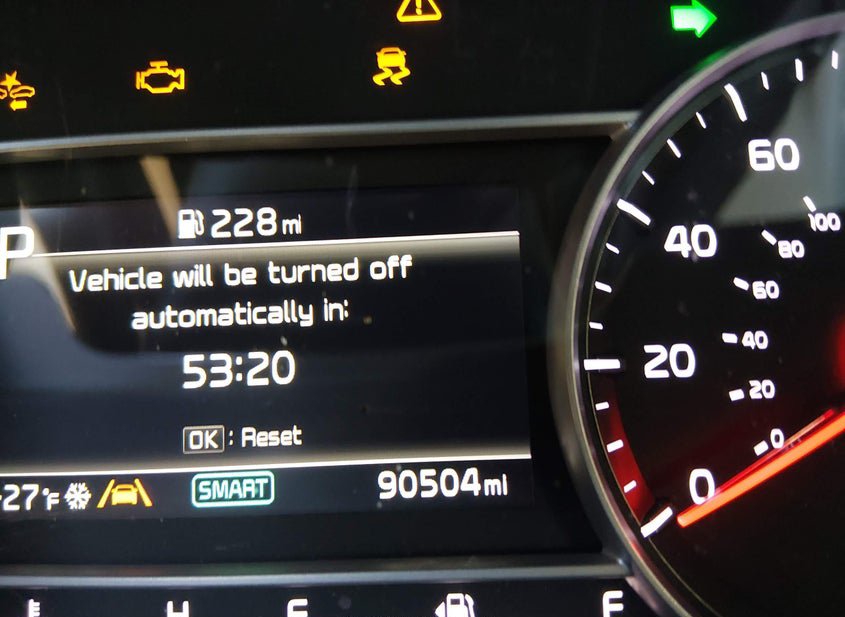 P
228 mi
Vehicle will be turned off
automatically in:
53:20
OK : Reset
-27°F
SMART
90504 mi
60
40
20
0
100
80
60
40
20
0
E
H
F